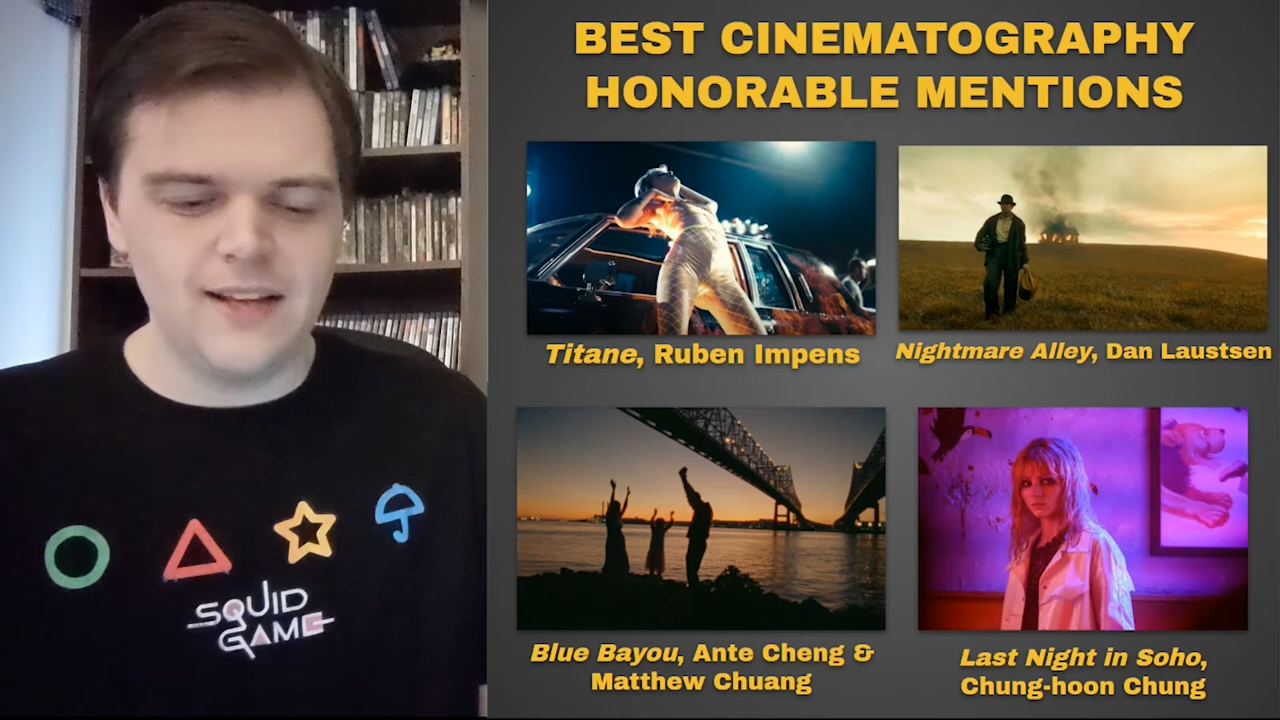 BEST CINEMATOGRAPHY
HONORABLE MENTIONS
Titane, Ruben Impens
Nightmare Alley, Dan Laustsen
Blue Bayou, Ante Cheng &
Matthew Chuang
Last Night in Soho,
Chung-hoon Chung
SQUID
GAME